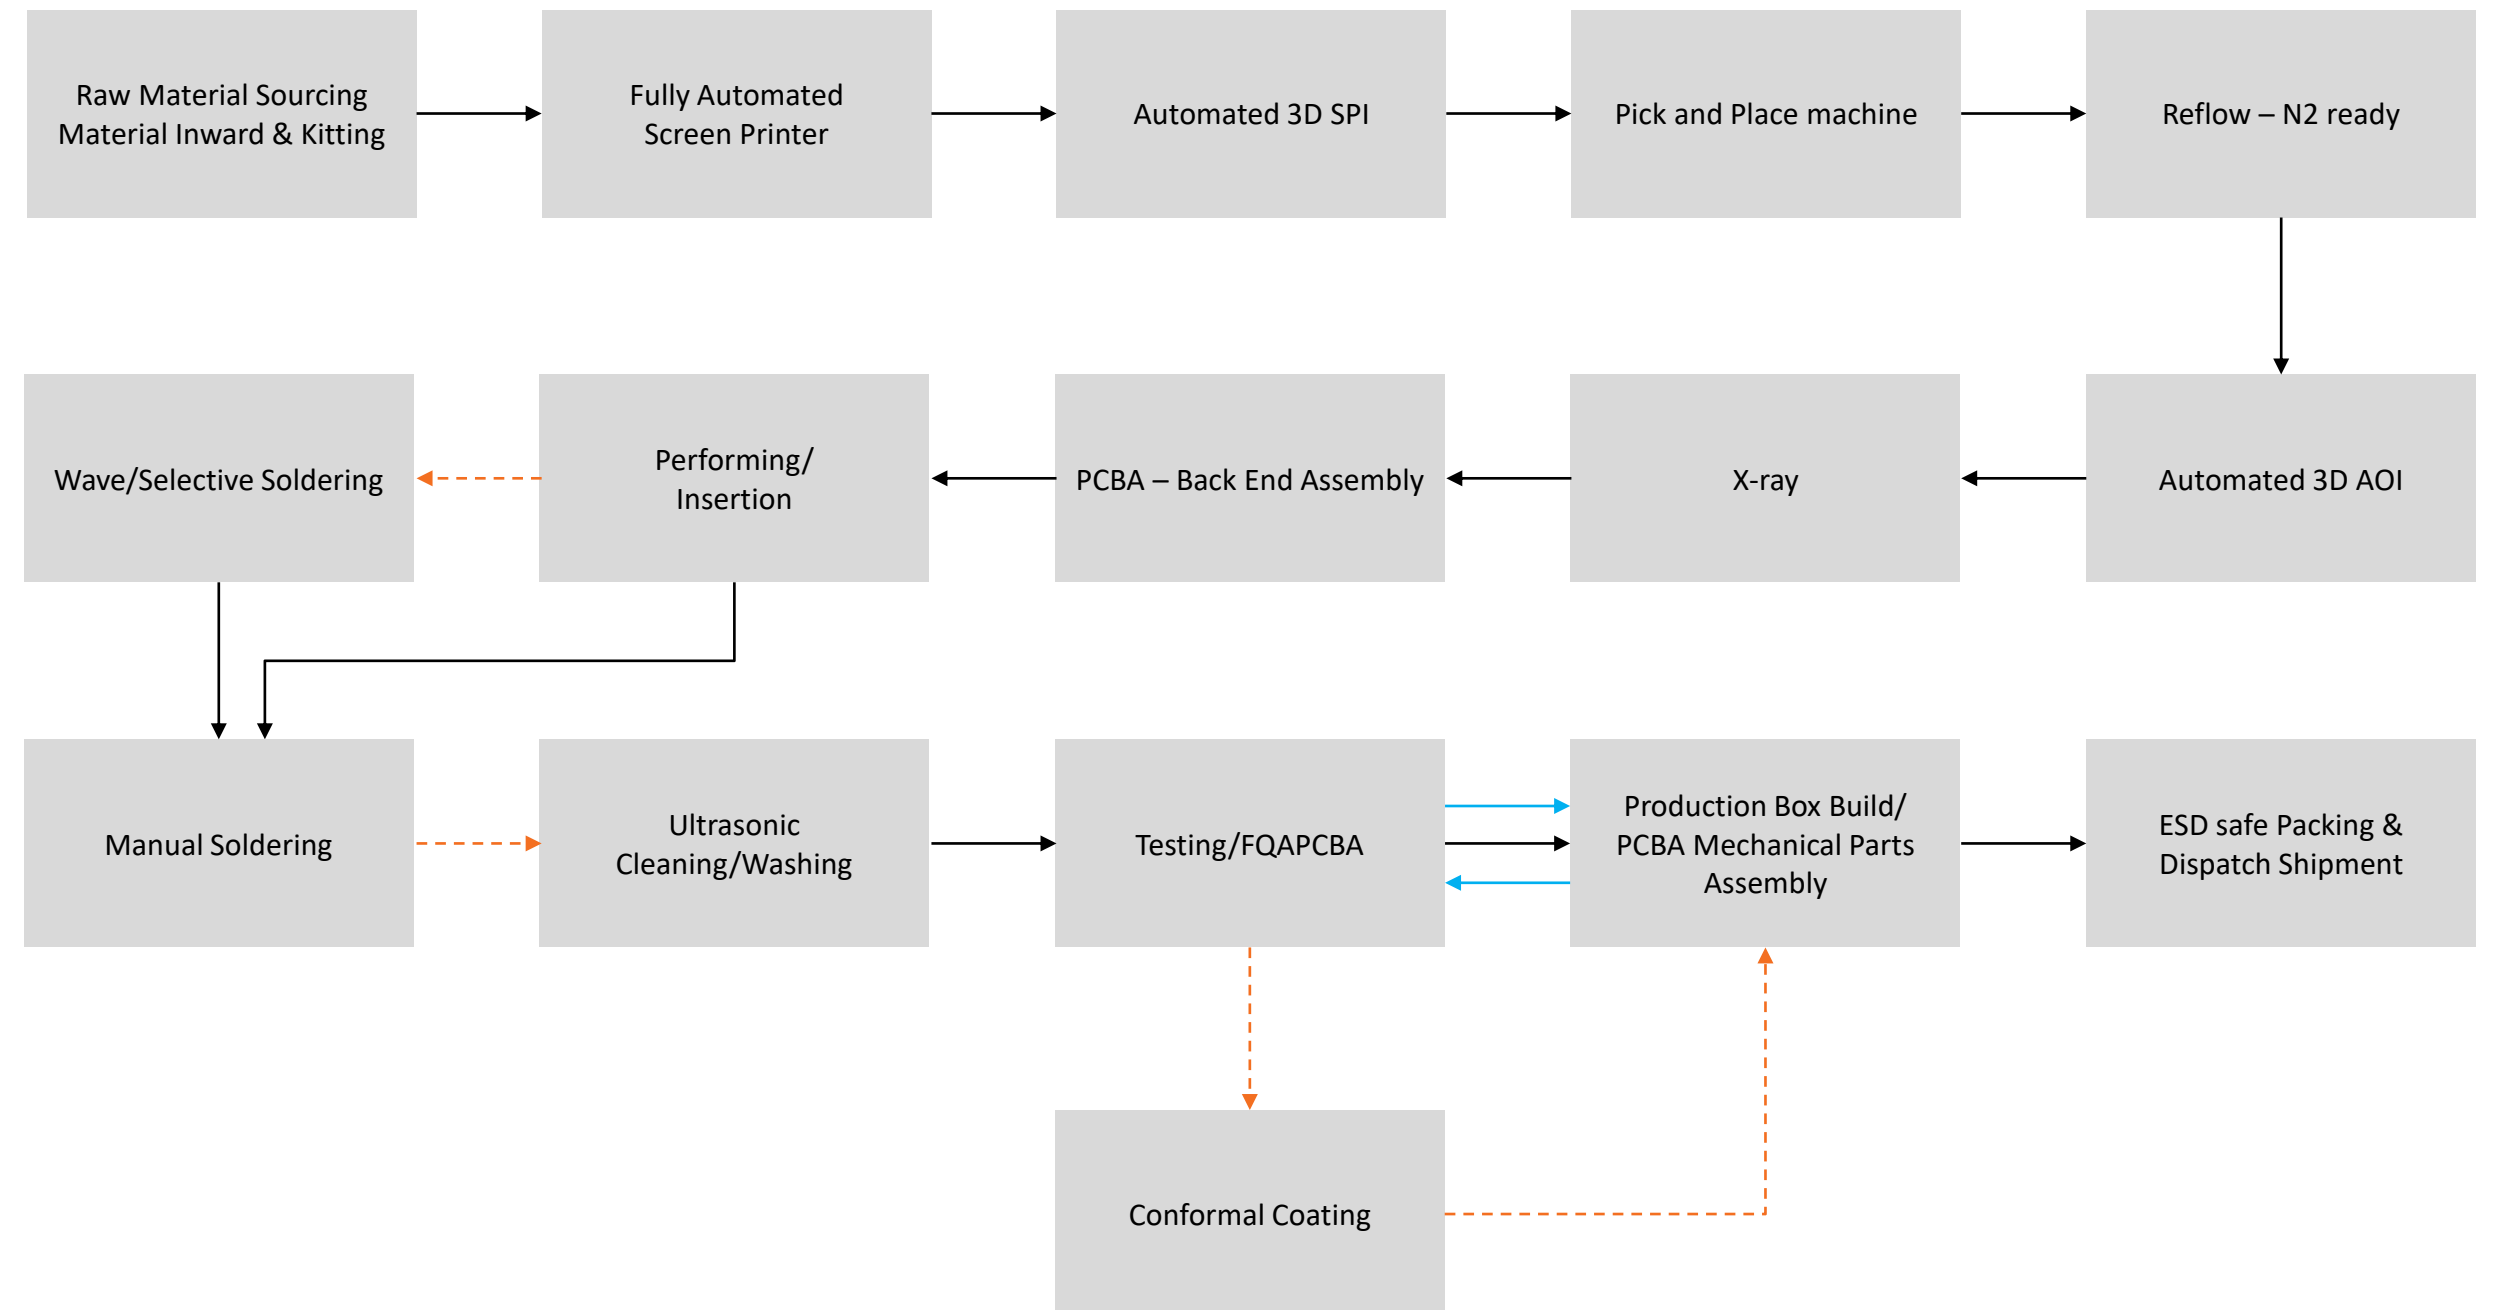 Raw Material Sourcing
Material Inward & Kitting
Fully Automated
Screen Printer
Automated 3D SPI
Pick and Place machine
Reflow – N2 ready
Wave/Selective Soldering
Performing/
Insertion
PCBA – Back End Assembly
X-ray
Automated 3D AOI
Manual Soldering
Ultrasonic
Cleaning/Washing
Testing/FQAPCBA
Production Box Build/
PCBA Mechanical Parts
Assembly
ESD safe Packing &
Dispatch Shipment
Conformal Coating